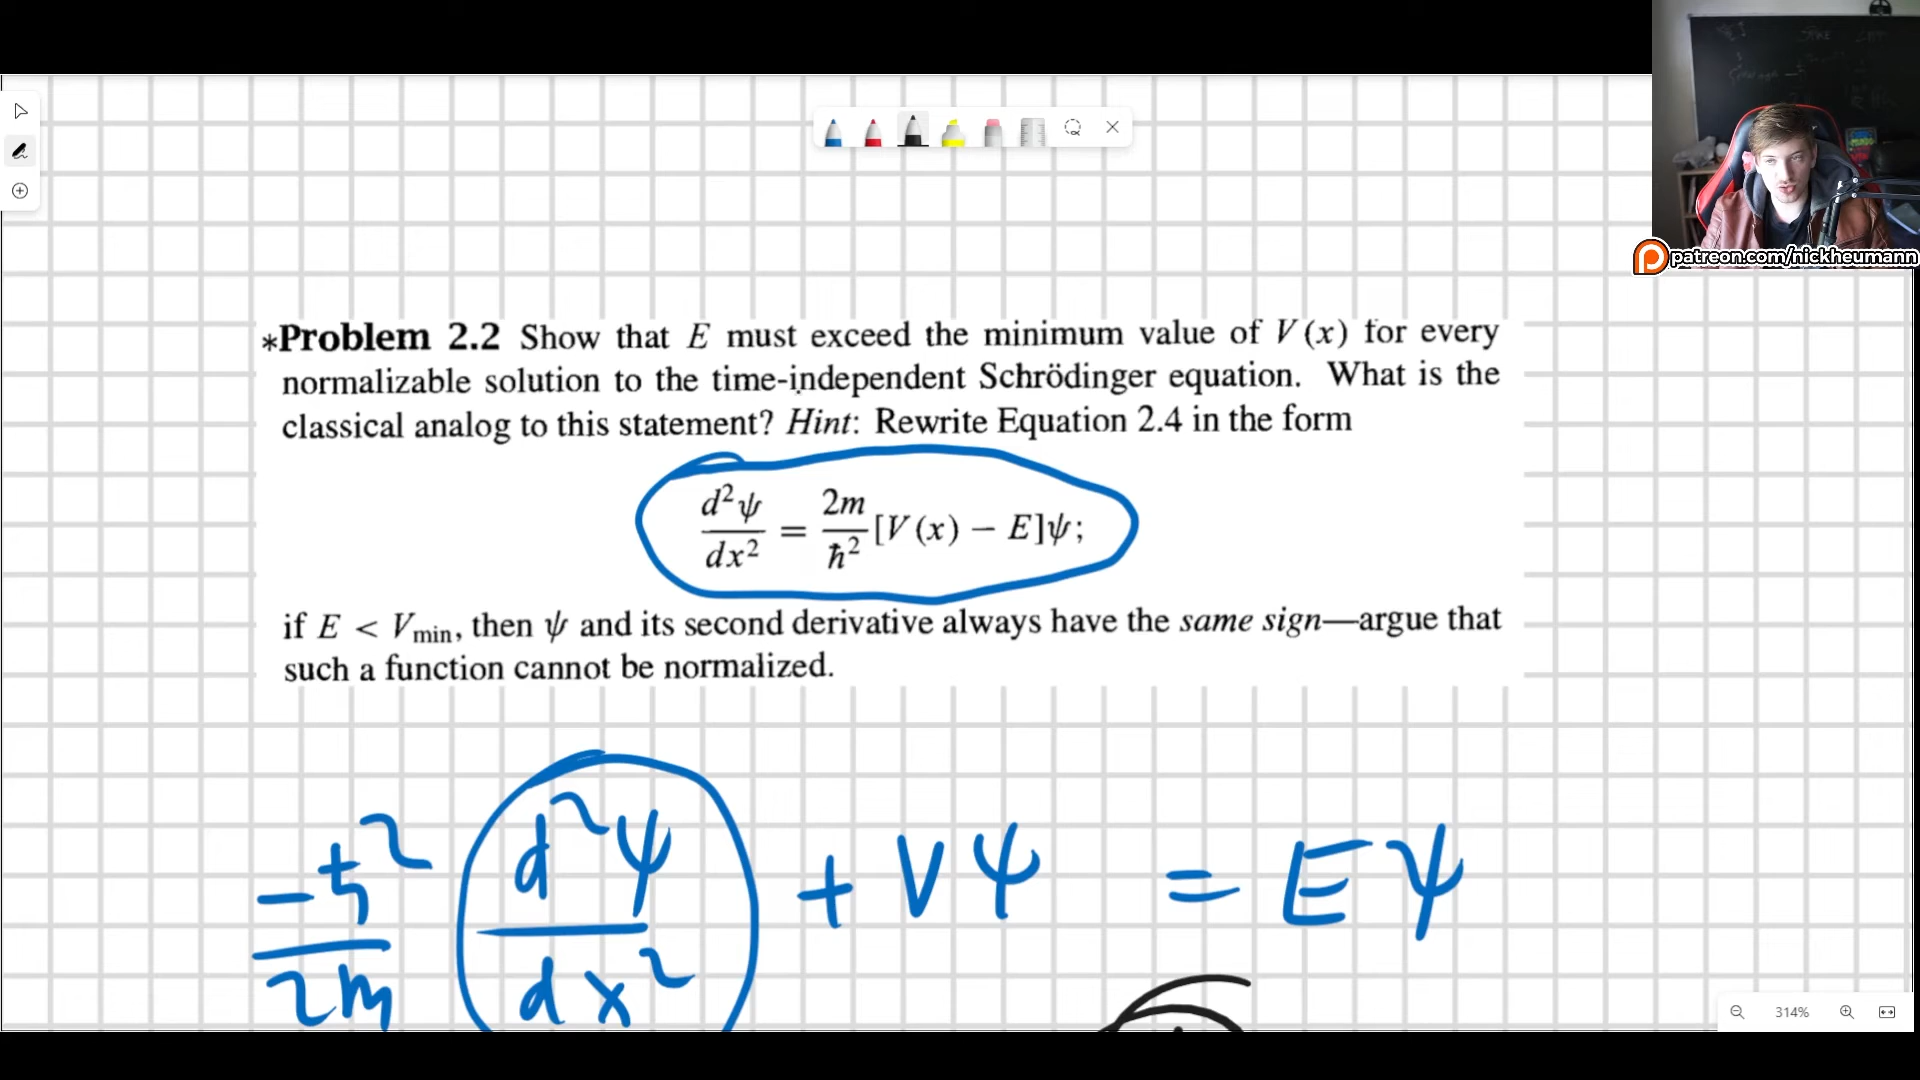 patreon.com/nickheumann
*Problem 2.2 Show that E must exceed the minimum value of V(x) for every
normalizable solution to the time-independent Schrödinger equation. What is the
classical analog to this statement? Hint: Rewrite Equation 2.4 in the form
d²ψ/dx² = 2m/ħ² [V(x) − E]ψ;
if E < Vmin, then ψ and its second derivative always have the same sign—argue that
such a function cannot be normalized.
−ħ²/2m d²ψ/dx² + Vψ = Eψ
314%